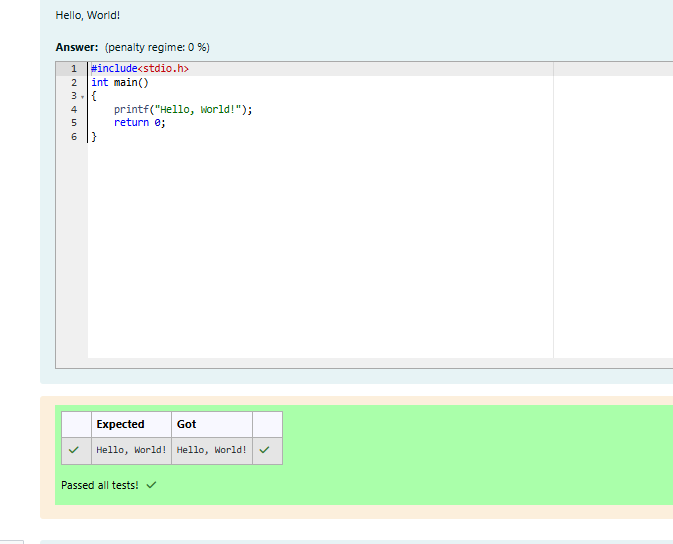 Hello, World!
Answer: (penalty regime: 0 %)
1 #include<stdio.h>
2 int main()
3 {
4 printf("Hello, World!");
5 return 0;
6 }
Expected Got
Hello, World! Hello, World!
Passed all tests!